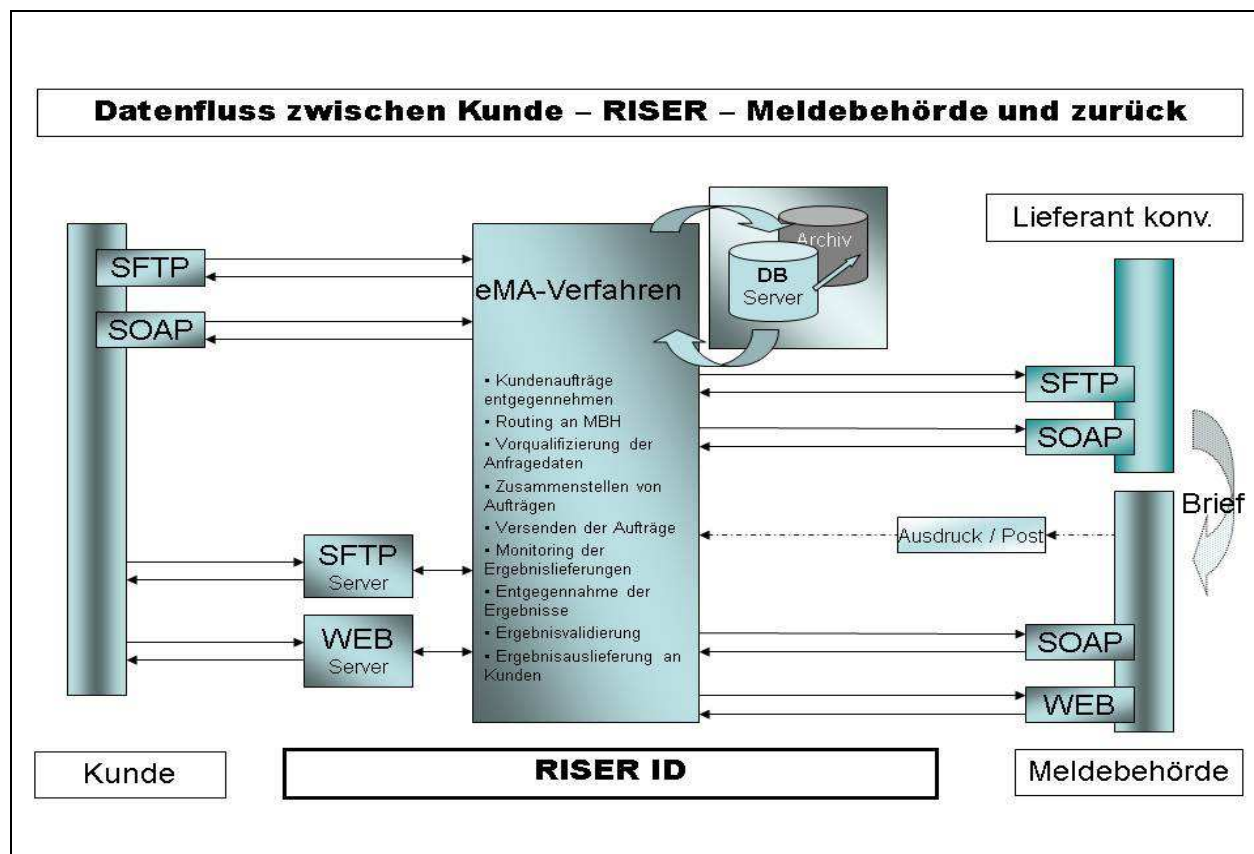 Datenfluss zwischen Kunde – RISER – Meldebehörde und zurück
Lieferant konv.
Archiv
DB
Server
SFTP
SOAP
eMA-Verfahren
▪ Kundenaufträge
entgegennehmen
▪ Routing an MBH
▪ Vorqualifizierung der
Anfragedaten
▪ Zusammenstellen von
Aufträgen
▪ Versenden der Aufträge
▪ Monitoring der
Ergebnislieferungen
▪ Entgegennahme der
Ergebnisse
▪ Ergebnisvalidierung
▪ Ergebnisauslieferung an
Kunden
SFTP
Server
WEB
Server
SFTP
SOAP
Brief
Ausdruck / Post
SOAP
WEB
Kunde
RISER ID
Meldebehörde